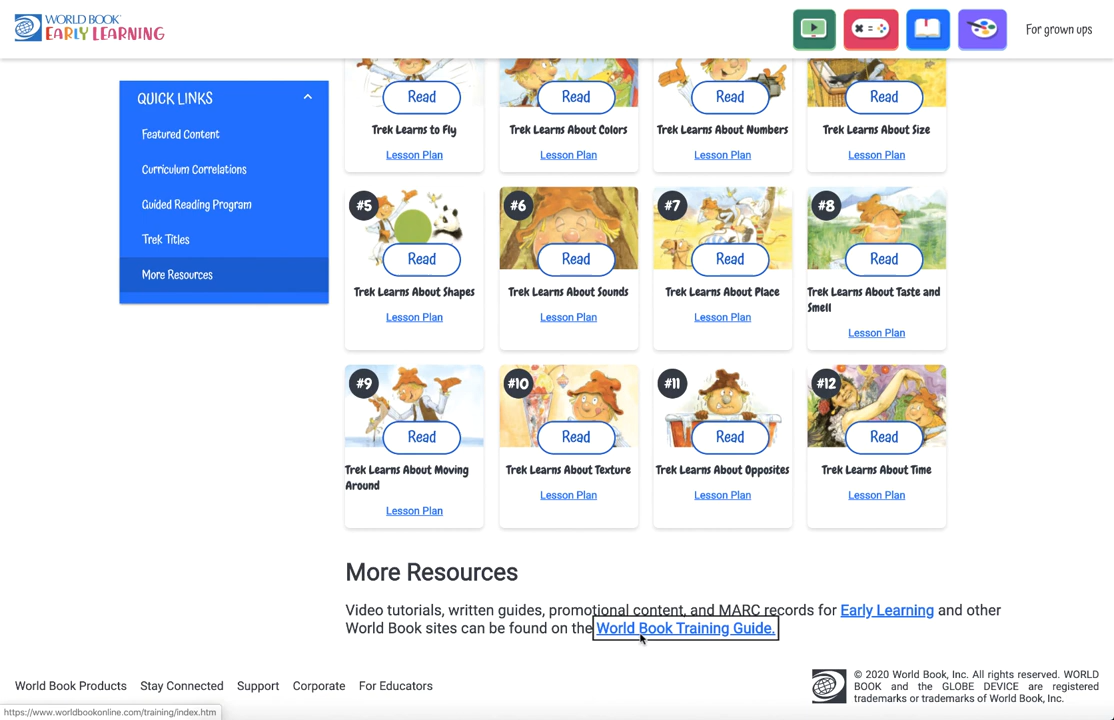 WORLD BOOK
EARLY LEARNING
For grown ups
QUICK LINKS
Featured Content
Curriculum Correlations
Guided Reading Program
Trek Titles
More Resources
Read Read Read Read
Trek Learns to Fly Trek Learns About Colors Trek Learns About Numbers Trek Learns About Size
Lesson Plan Lesson Plan Lesson Plan Lesson Plan
#5 #6 #7 #8
Read Read Read Read
Trek Learns About Shapes Trek Learns About Sounds Trek Learns About Place Trek Learns About Taste and
Smell
Lesson Plan Lesson Plan Lesson Plan
Lesson Plan
#9 #10 #11 #12
Read Read Read Read
Trek Learns About Moving Trek Learns About Texture Trek Learns About Opposites Trek Learns About Time
Around
Lesson Plan Lesson Plan Lesson Plan
Lesson Plan
More Resources
Video tutorials, written guides, promotional content, and MARC records for Early Learning and other
World Book sites can be found on the World Book Training Guide.
World Book Products Stay Connected Support Corporate For Educators
© 2020 World Book, Inc. All rights reserved. WORLD
BOOK and the GLOBE DEVICE are registered
trademarks or trademarks of World Book, Inc.
https://www.worldbookonline.com/training/index.htm